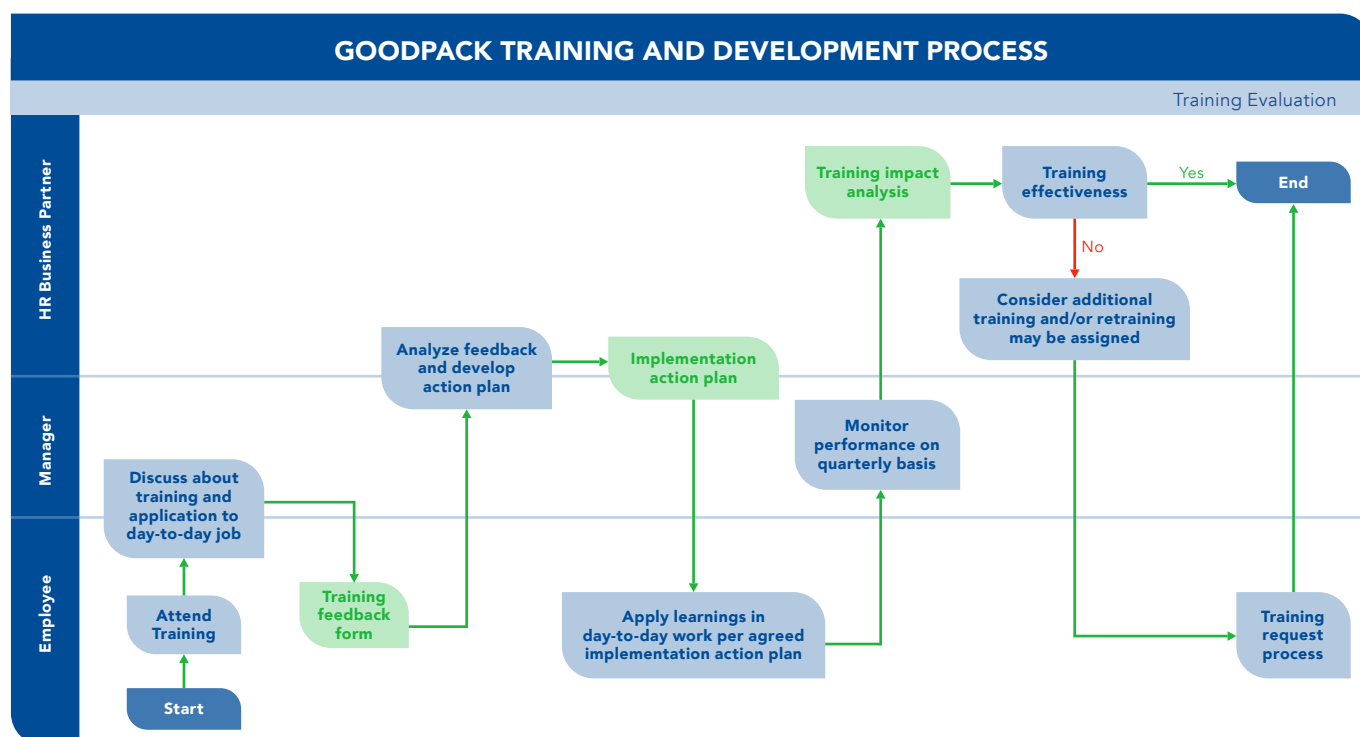 GOODPACK TRAINING AND DEVELOPMENT PROCESS
Training Evaluation
HR Business Partner
Manager
Employee
Start
Attend
Training
Discuss about
training and
application to
day-to-day job
Training
feedback
form
Analyze feedback
and develop
action plan
Implementation
action plan
Apply learnings in
day-to-day work per agreed
implementation action plan
Monitor
performance on
quarterly basis
Training impact
analysis
Training
effectiveness
Yes
End
No
Consider additional
training and/or retraining
may be assigned
Training
request
process